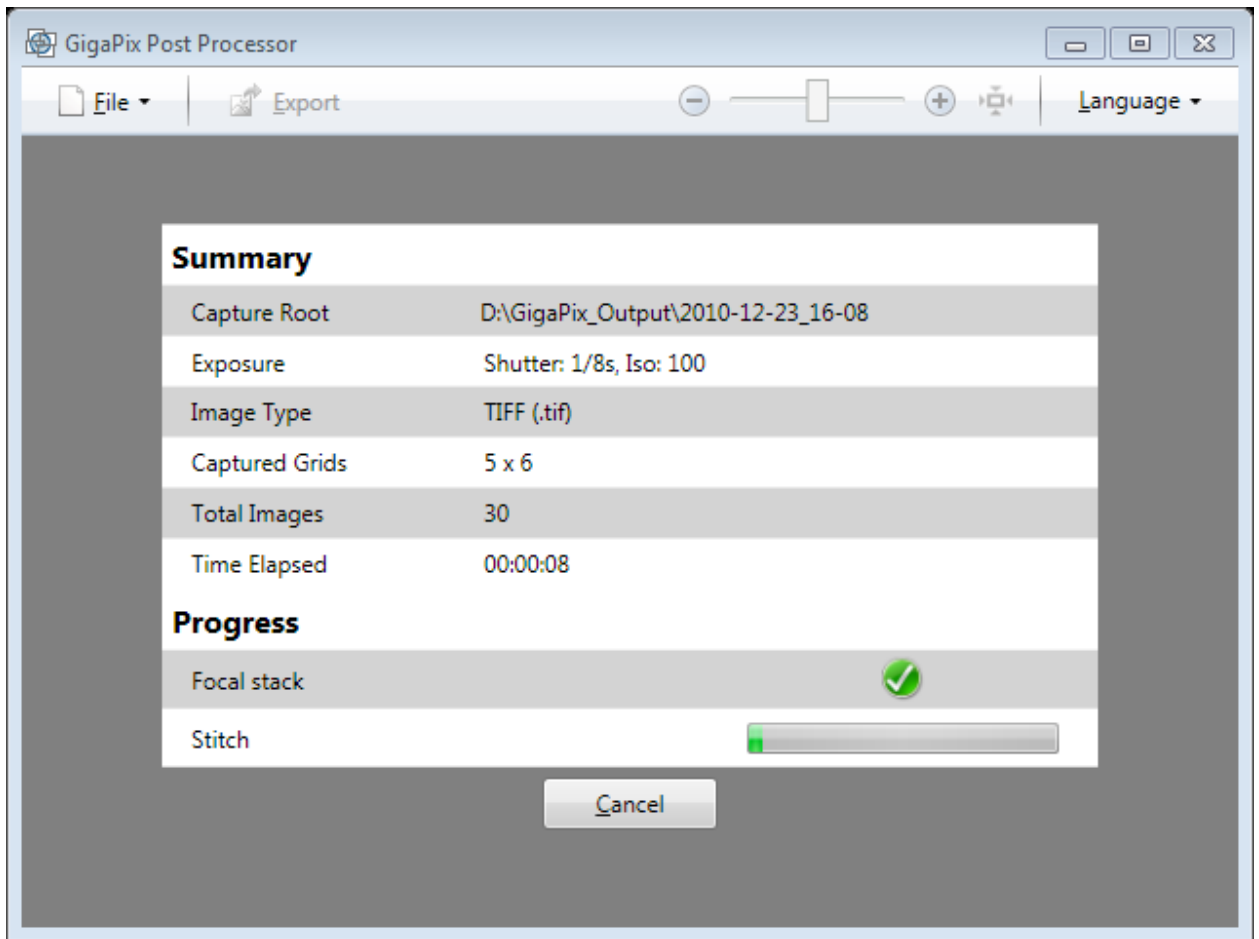 GigaPix Post Processor
File Export Language
Summary
Capture Root D:\GigaPix_Output\2010-12-23_16-08
Exposure Shutter: 1/8s, Iso: 100
Image Type TIFF (.tif)
Captured Grids 5 x 6
Total Images 30
Time Elapsed 00:00:08
Progress
Focal stack
Stitch
Cancel